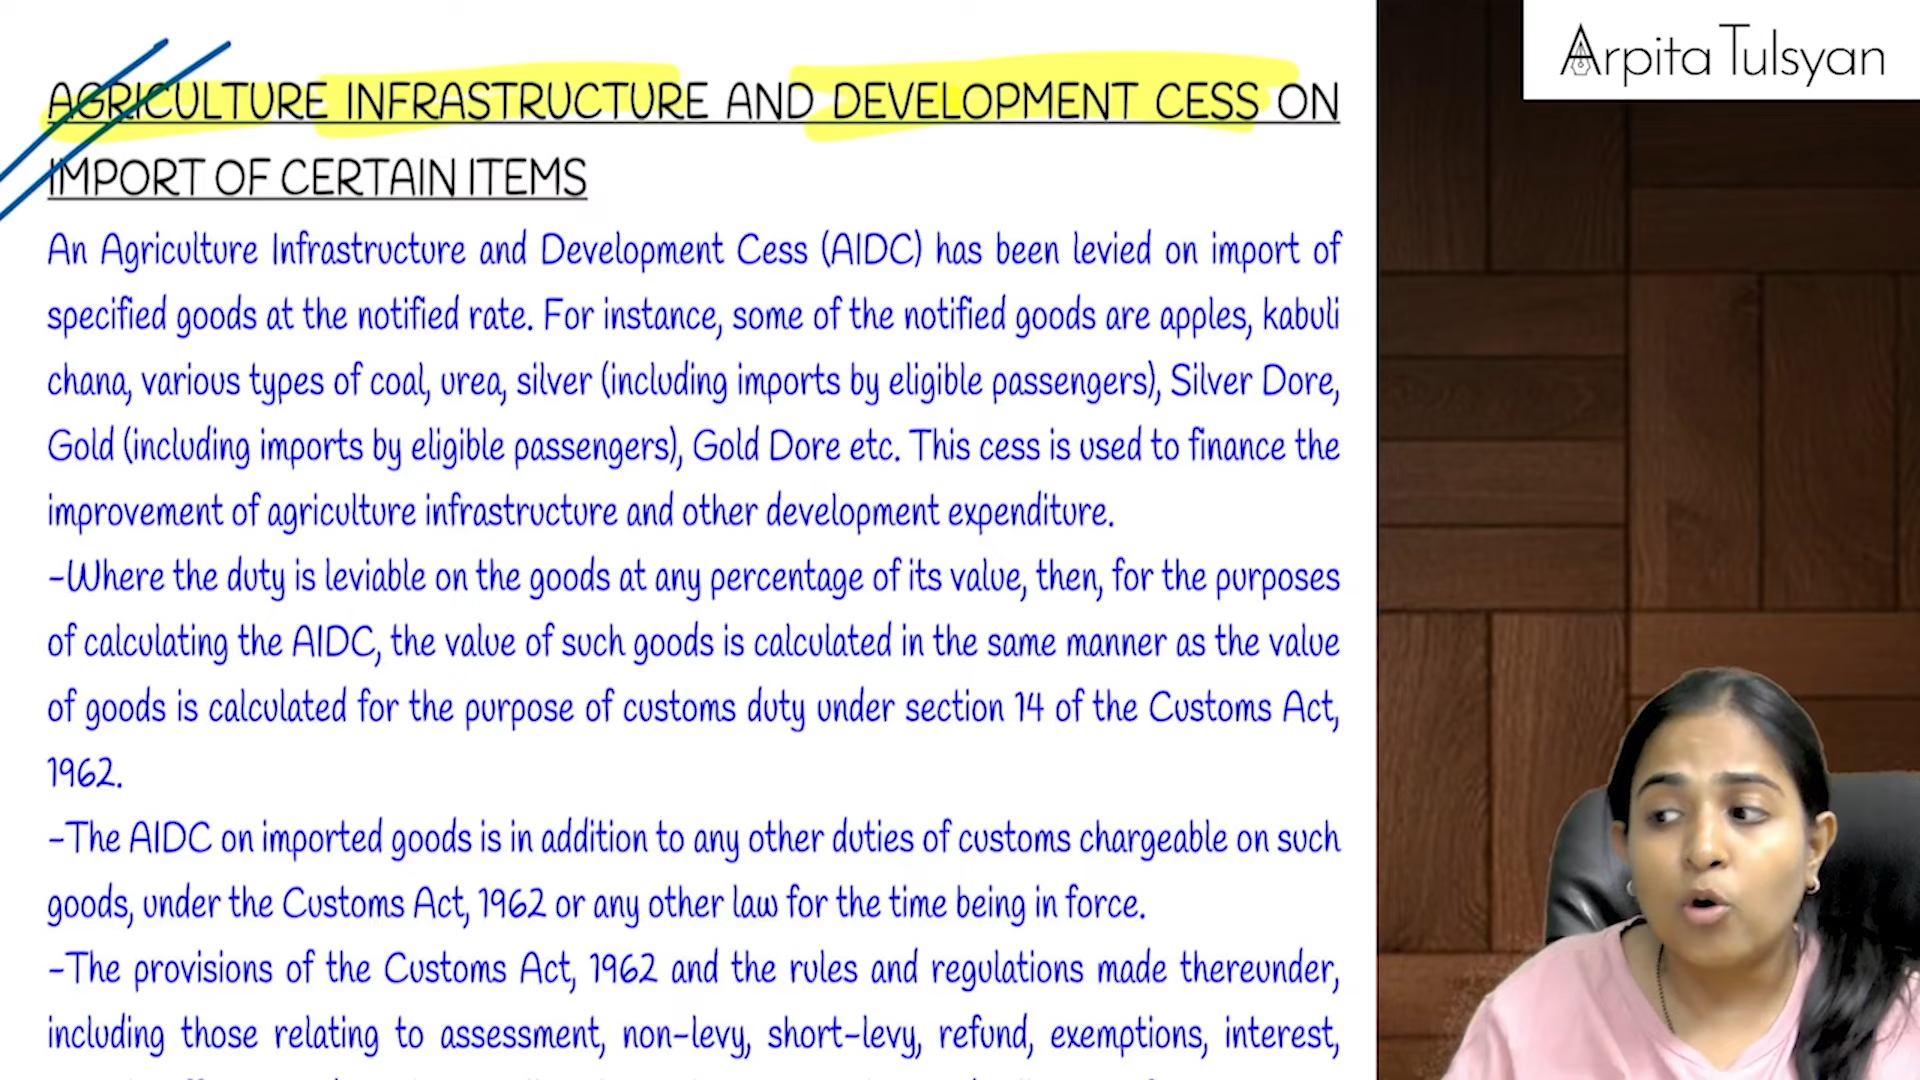 Arpita Tulsyan
AGRICULTURE INFRASTRUCTURE AND DEVELOPMENT CESS ON
IMPORT OF CERTAIN ITEMS
An Agriculture Infrastructure and Development Cess (AIDC) has been levied on import of
specified goods at the notified rate. For instance, some of the notified goods are apples, kabuli
chana, various types of coal, urea, silver (including imports by eligible passengers), Silver Dore,
Gold (including imports by eligible passengers), Gold Dore etc. This cess is used to finance the
improvement of agriculture infrastructure and other development expenditure.
-Where the duty is leviable on the goods at any percentage of its value, then, for the purposes
of calculating the AIDC, the value of such goods is calculated in the same manner as the value
of goods is calculated for the purpose of customs duty under section 14 of the Customs Act,
1962.
-The AIDC on imported goods is in addition to any other duties of customs chargeable on such
goods, under the Customs Act, 1962 or any other law for the time being in force.
-The provisions of the Customs Act, 1962 and the rules and regulations made thereunder,
including those relating to assessment, non-levy, short-levy, refund, exemptions, interest,